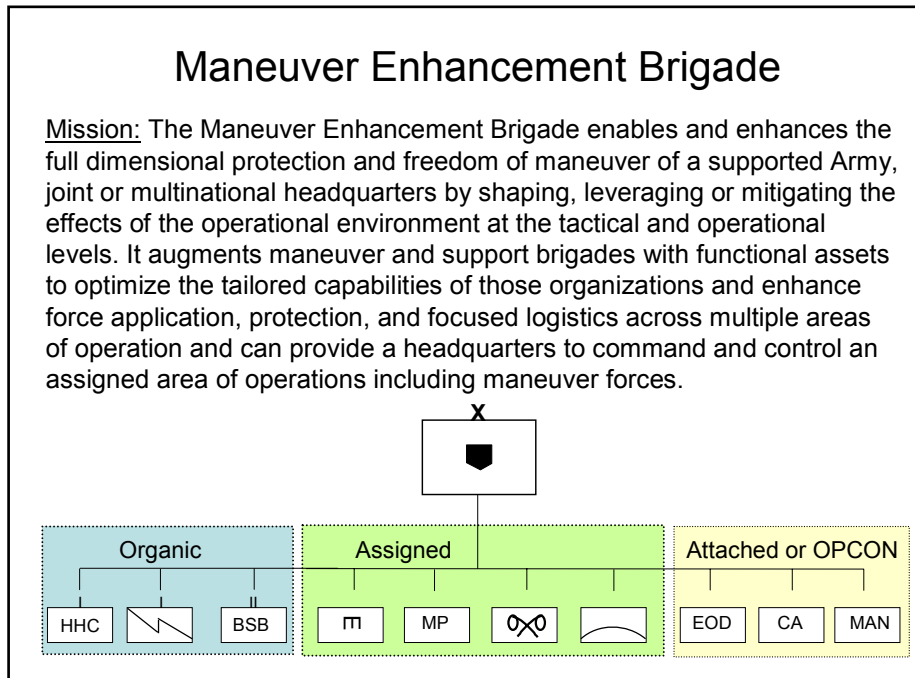 Maneuver Enhancement Brigade
Mission: The Maneuver Enhancement Brigade enables and enhances the
full dimensional protection and freedom of maneuver of a supported Army,
joint or multinational headquarters by shaping, leveraging or mitigating the
effects of the operational environment at the tactical and operational
levels. It augments maneuver and support brigades with functional assets
to optimize the tailored capabilities of those organizations and enhance
force application, protection, and focused logistics across multiple areas
of operation and can provide a headquarters to command and control an
assigned area of operations including maneuver forces.
X
Organic
Assigned
Attached or OPCON
I I II
HHC BSB MP EOD CA MAN